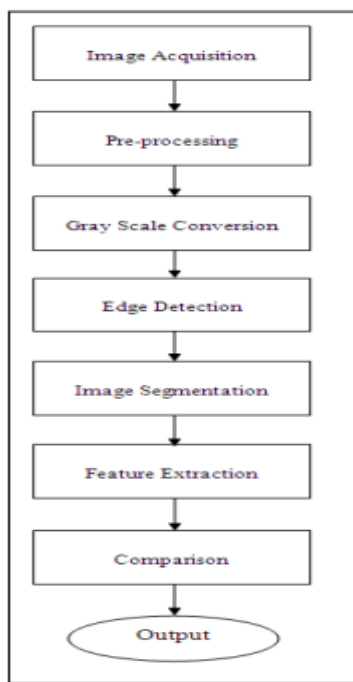 Image Acquisition
Pre-processing
Gray Scale Conversion
Edge Detection
Image Segmentation
Feature Extraction
Comparison
Output